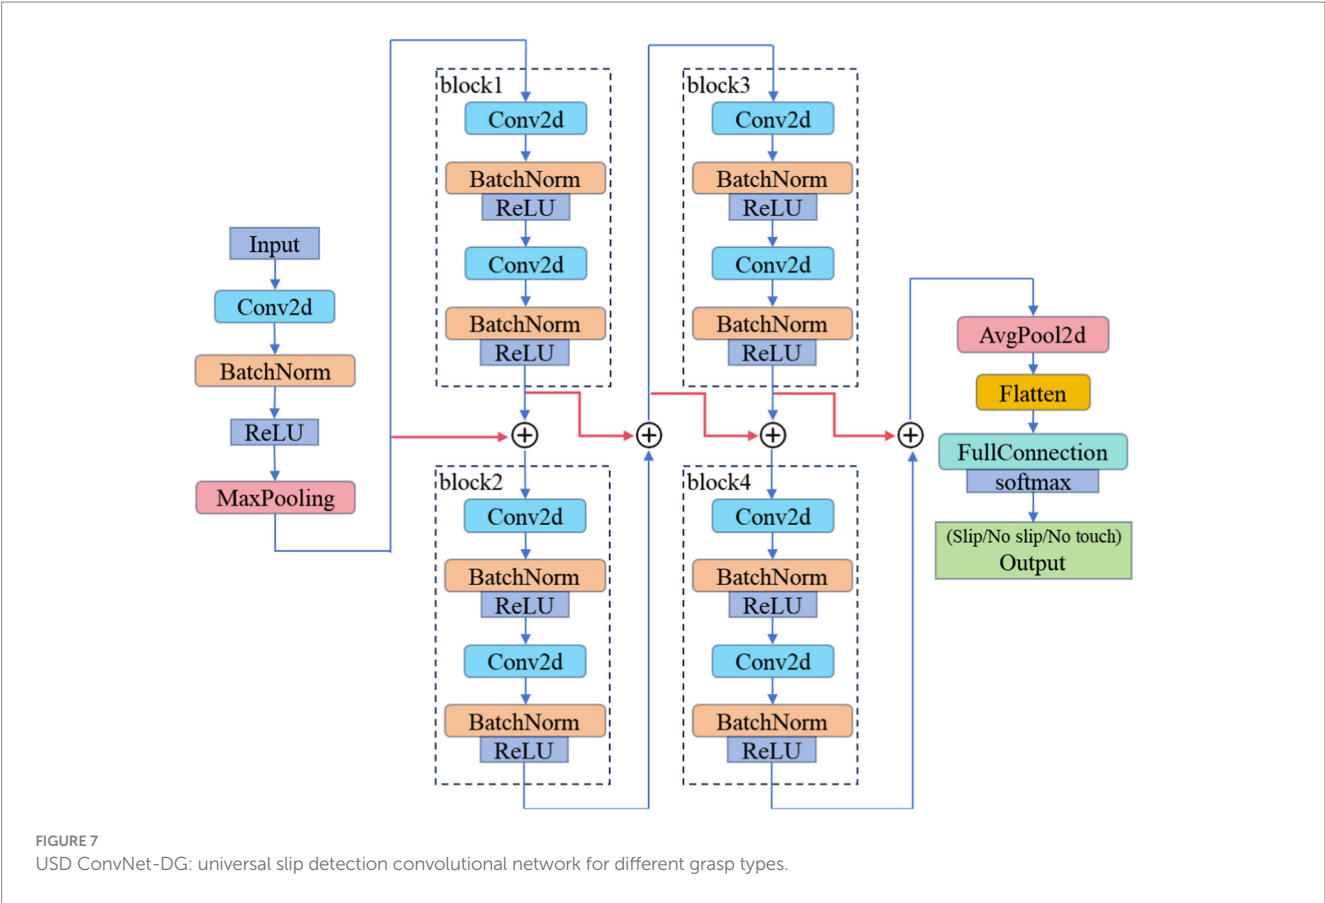 Input
Conv2d
BatchNorm
ReLU
MaxPooling
block1
Conv2d
BatchNorm
ReLU
Conv2d
BatchNorm
ReLU
block2
Conv2d
BatchNorm
ReLU
Conv2d
BatchNorm
ReLU
block3
Conv2d
BatchNorm
ReLU
Conv2d
BatchNorm
ReLU
block4
Conv2d
BatchNorm
ReLU
Conv2d
BatchNorm
ReLU
AvgPool2d
Flatten
FullConnection
softmax
(Slip/No slip/No touch)
Output
FIGURE 7
USD ConvNet-DG: universal slip detection convolutional network for different grasp types.